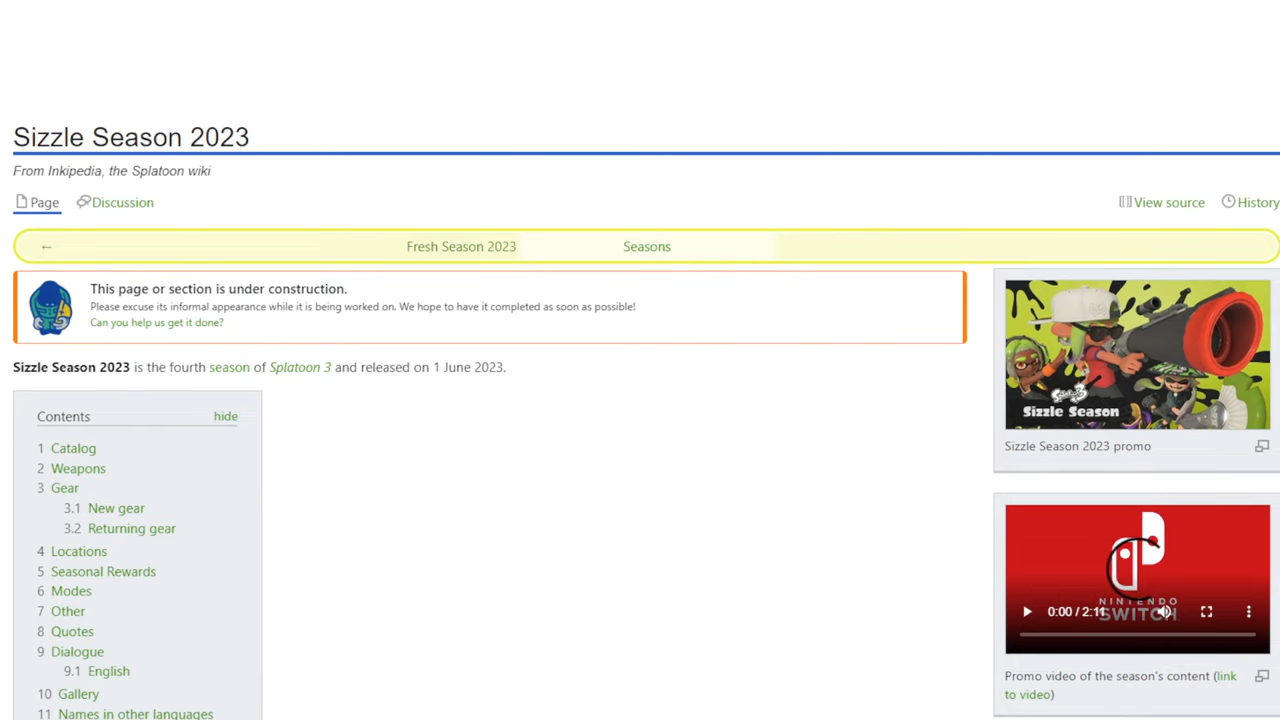 Sizzle Season 2023
From Inkipedia, the Splatoon wiki
Page
Discussion
View source
History
←
Fresh Season 2023
Seasons
This page or section is under construction.
Please excuse its informal appearance while it is being worked on. We hope to have it completed as soon as possible!
Can you help us get it done?
Sizzle Season 2023 is the fourth season of Splatoon 3 and released on 1 June 2023.
Contents
hide
1 Catalog
2 Weapons
3 Gear
3.1 New gear
3.2 Returning gear
4 Locations
5 Seasonal Rewards
6 Modes
7 Other
8 Quotes
9 Dialogue
9.1 English
10 Gallery
11 Names in other languages
Splatoon 3
Sizzle Season
Sizzle Season 2023 promo
NINTENDO
SWITCH
0:00 / 2:11
Promo video of the season's content (link
to video)